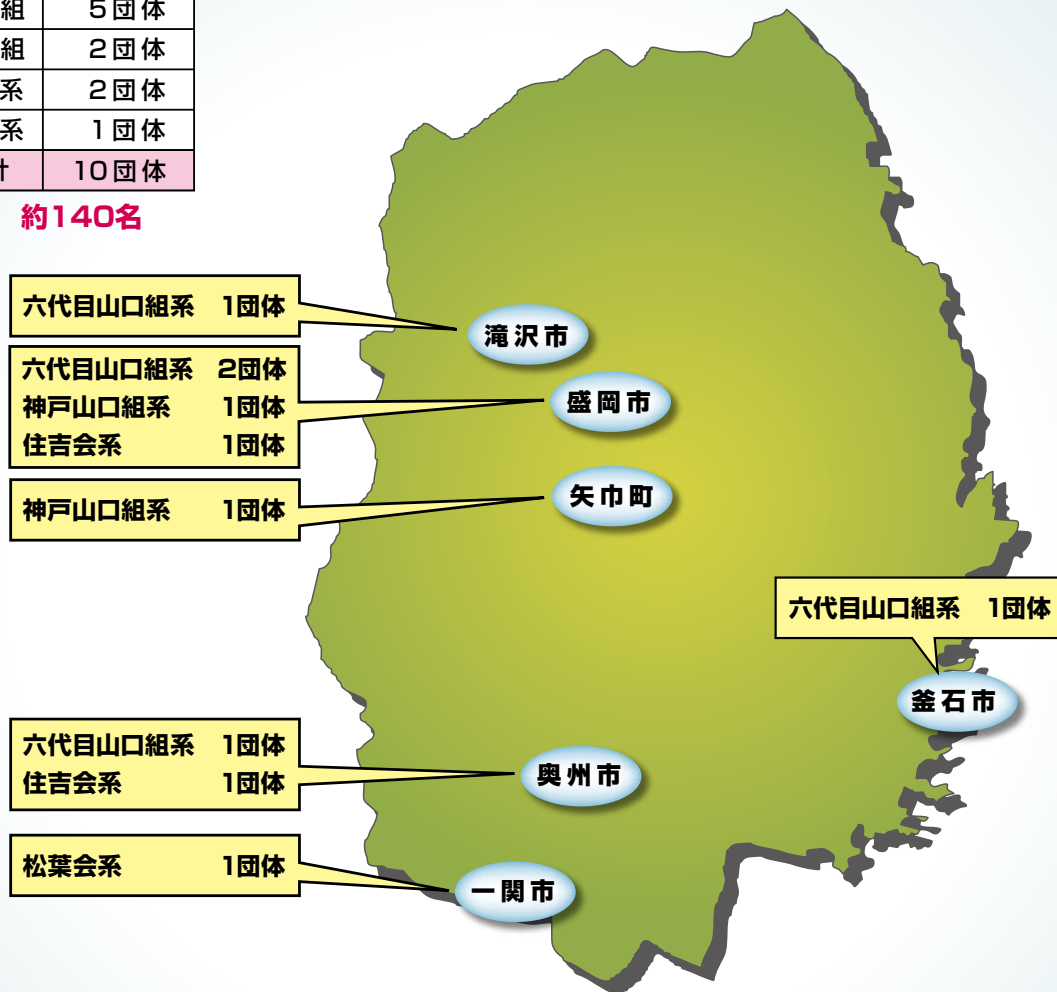 組 5団体
組 2団体
系 2団体
系 1団体
計 10団体
約140名
六代目山口組系 1団体
滝沢市
六代目山口組系 2団体
神戸山口組系 1団体
住吉会系 1団体
盛岡市
神戸山口組系 1団体
矢巾町
六代目山口組系 1団体
釜石市
六代目山口組系 1団体
住吉会系 1団体
奥州市
松葉会系 1団体
一関市